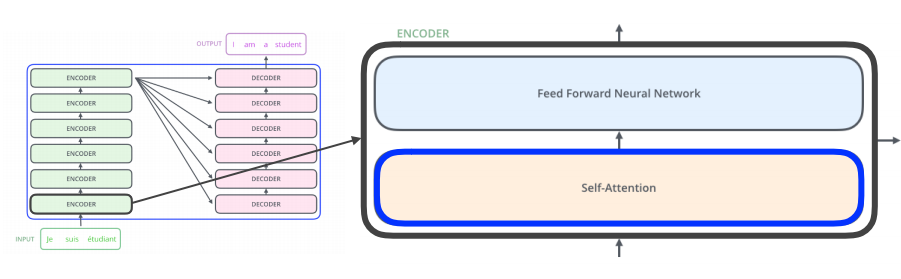 OUTPUT I am a student
ENCODER DECODER
ENCODER DECODER
ENCODER DECODER
ENCODER DECODER
ENCODER DECODER
ENCODER DECODER
INPUT Je suis étudiant
ENCODER
Feed Forward Neural Network
Self-Attention